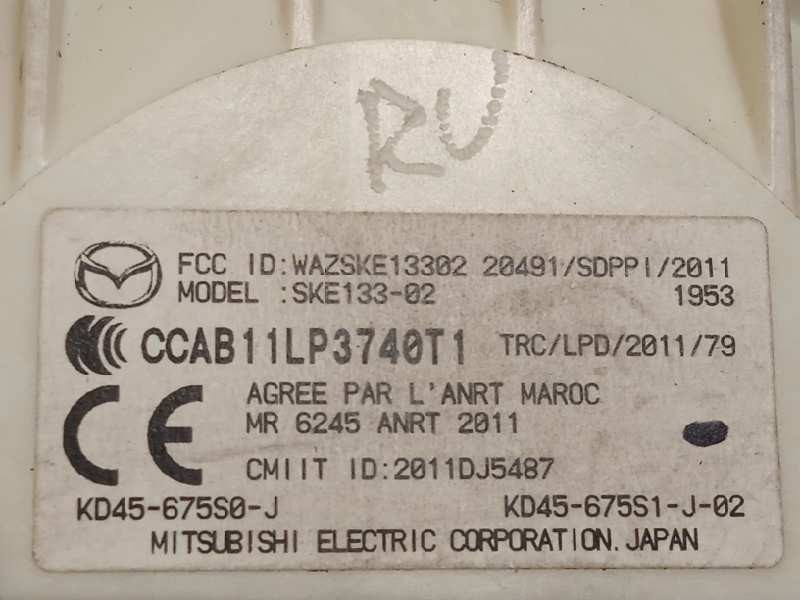 RU
FCC ID:WAZSKE13302 20491/SDPPI/2011
MODEL :SKE133-02 1953
CCAB11LP3740T1 TRC/LPD/2011/79
CE AGREE PAR L'ANRT MAROC
MR 6245 ANRT 2011
CMIIT ID:2011DJ5487
KD45-675S0-J KD45-675S1-J-02
MITSUBISHI ELECTRIC CORPORATION.JAPAN